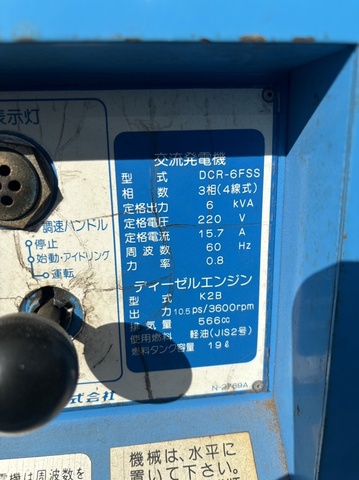 表示灯
調速ハンドル
停止
始動・アイドリング
運転
交流発電機
型式 DCR-6FSS
相数 3相(4線式)
定格出力 6 KVA
定格電圧 220 V
定格電流 15.7 A
周波数 60 Hz
力率 0.8
ディーゼルエンジン
型式 K2B
出力 10.5ps/3600rpm
排気量 566cc
使用燃料 軽油(JIS2号)
燃料タンク容量 19ℓ
N-2769A
式会社
機械は、水平に
置いて下さい。
電機は周波数を